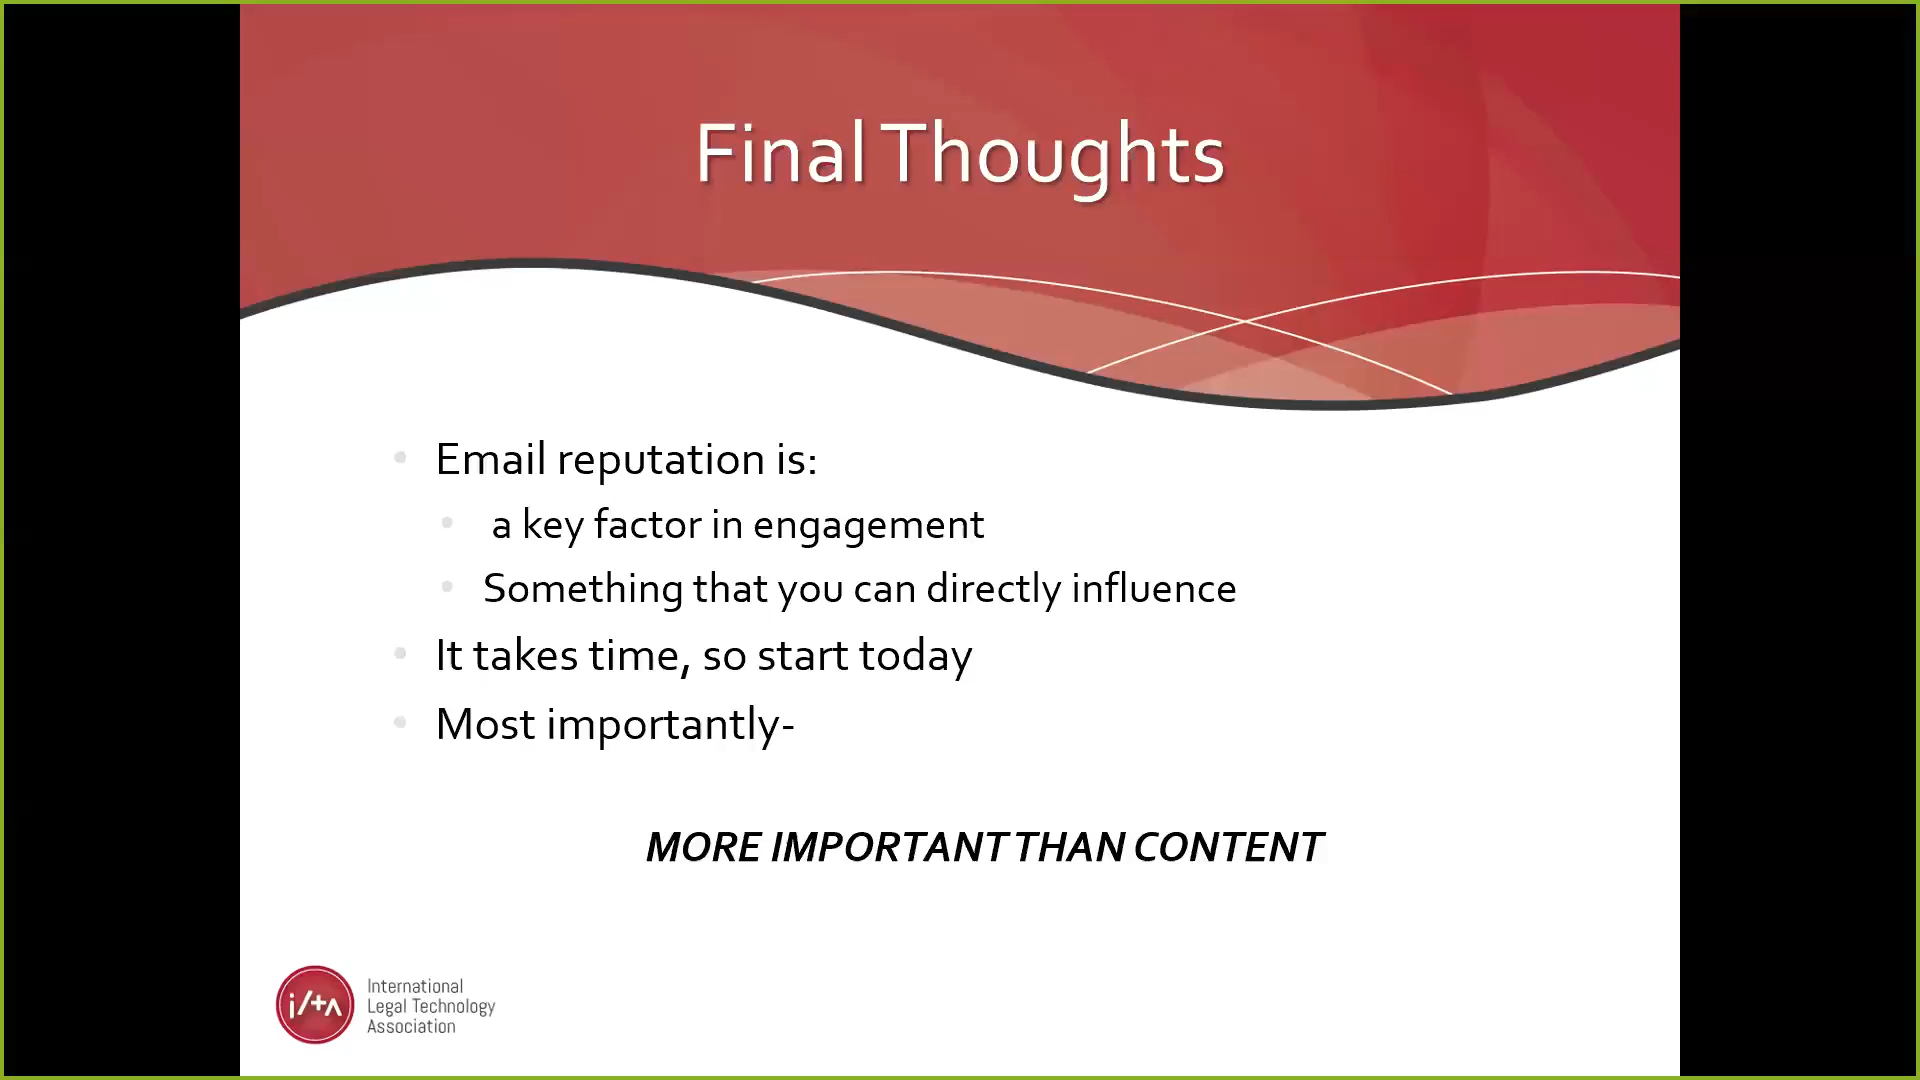 Final Thoughts
Email reputation is:
a key factor in engagement
Something that you can directly influence
It takes time, so start today
Most importantly-
MORE IMPORTANT THAN CONTENT
ilta
International
Legal Technology
Association